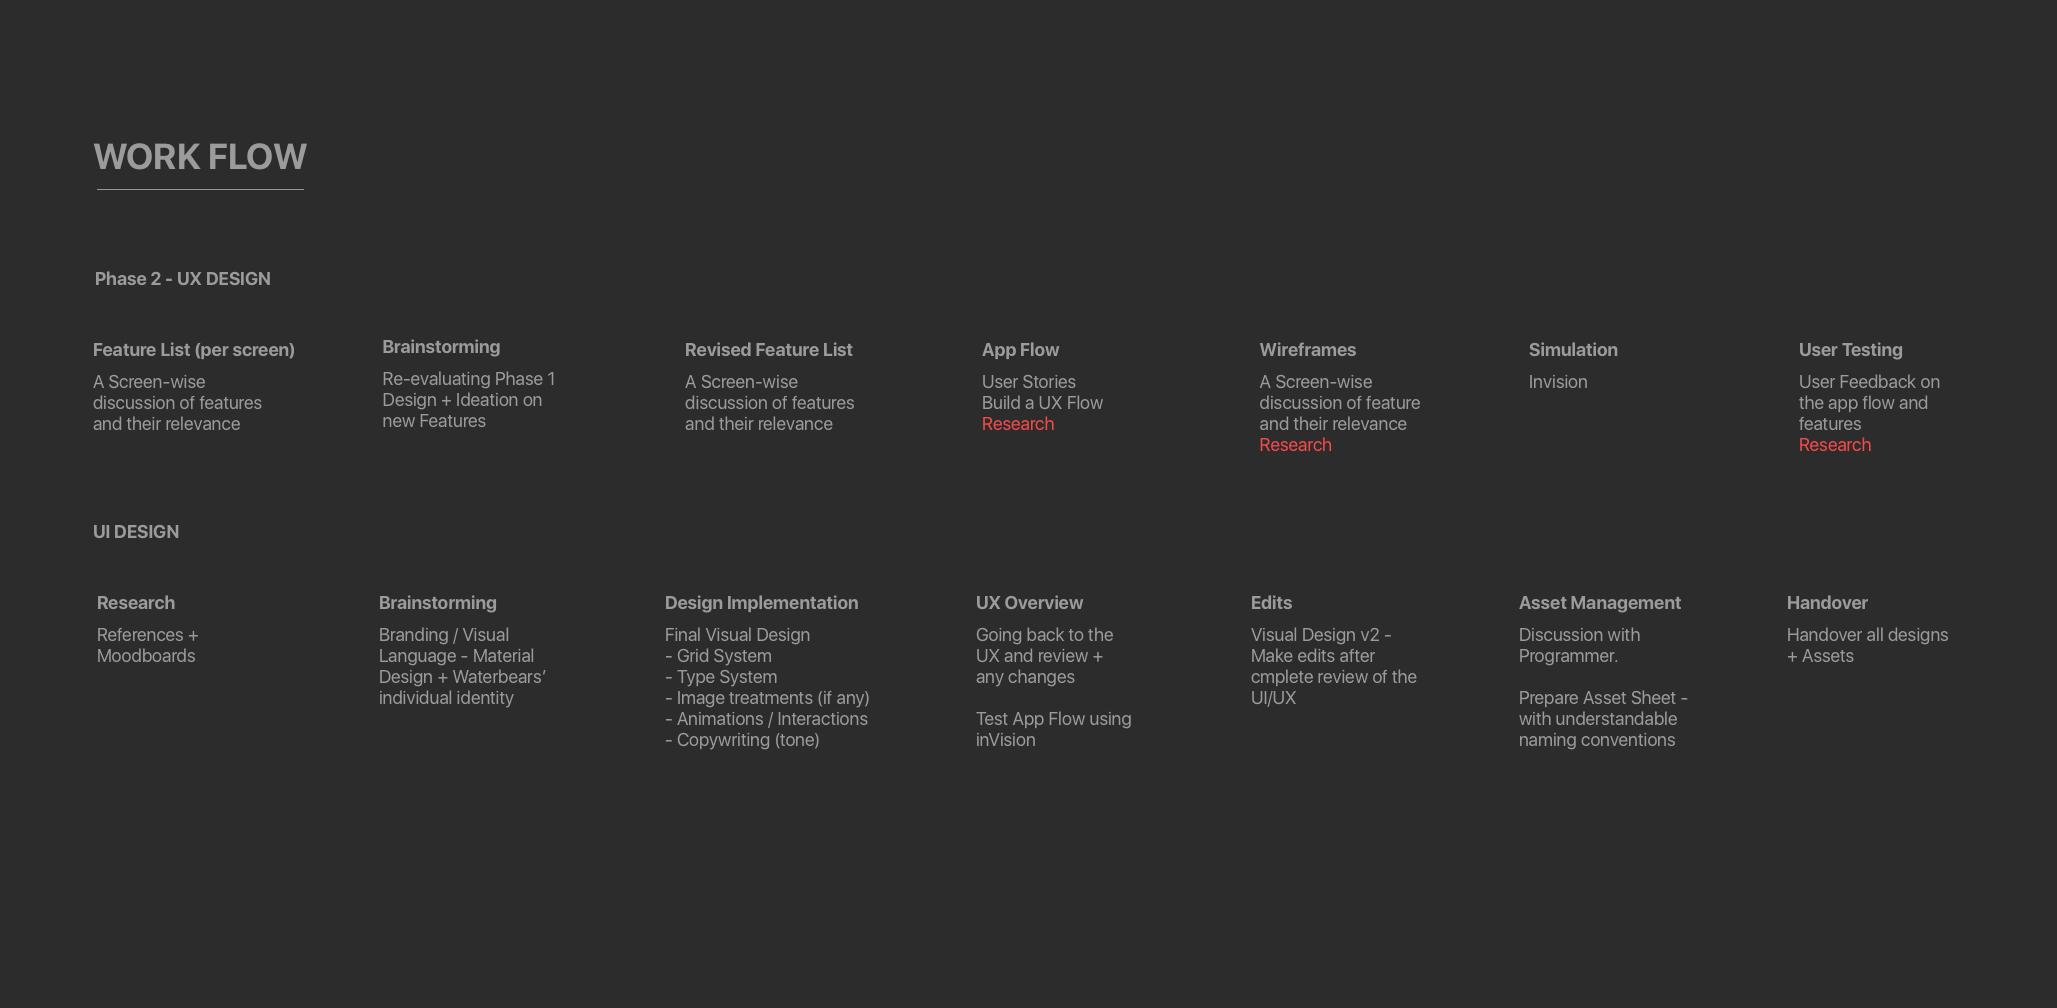 WORK FLOW
Phase 2 - UX DESIGN
Feature List (per screen)
A Screen-wise
discussion of features
and their relevance
Brainstorming
Re-evaluating Phase 1
Design + Ideation on
new Features
Revised Feature List
A Screen-wise
discussion of features
and their relevance
App Flow
User Stories
Build a UX Flow
Research
Wireframes
A Screen-wise
discussion of feature
and their relevance
Research
Simulation
Invision
User Testing
User Feedback on
the app flow and
features
Research
UI DESIGN
Research
References +
Moodboards
Brainstorming
Branding / Visual
Language - Material
Design + Waterbears’
individual identity
Design Implementation
Final Visual Design
- Grid System
- Type System
- Image treatments (if any)
- Animations / Interactions
- Copywriting (tone)
UX Overview
Going back to the
UX and review +
any changes
Test App Flow using
inVision
Edits
Visual Design v2 -
Make edits after
cmplete review of the
UI/UX
Asset Management
Discussion with
Programmer.
Prepare Asset Sheet -
with understandable
naming conventions
Handover
Handover all designs
+ Assets